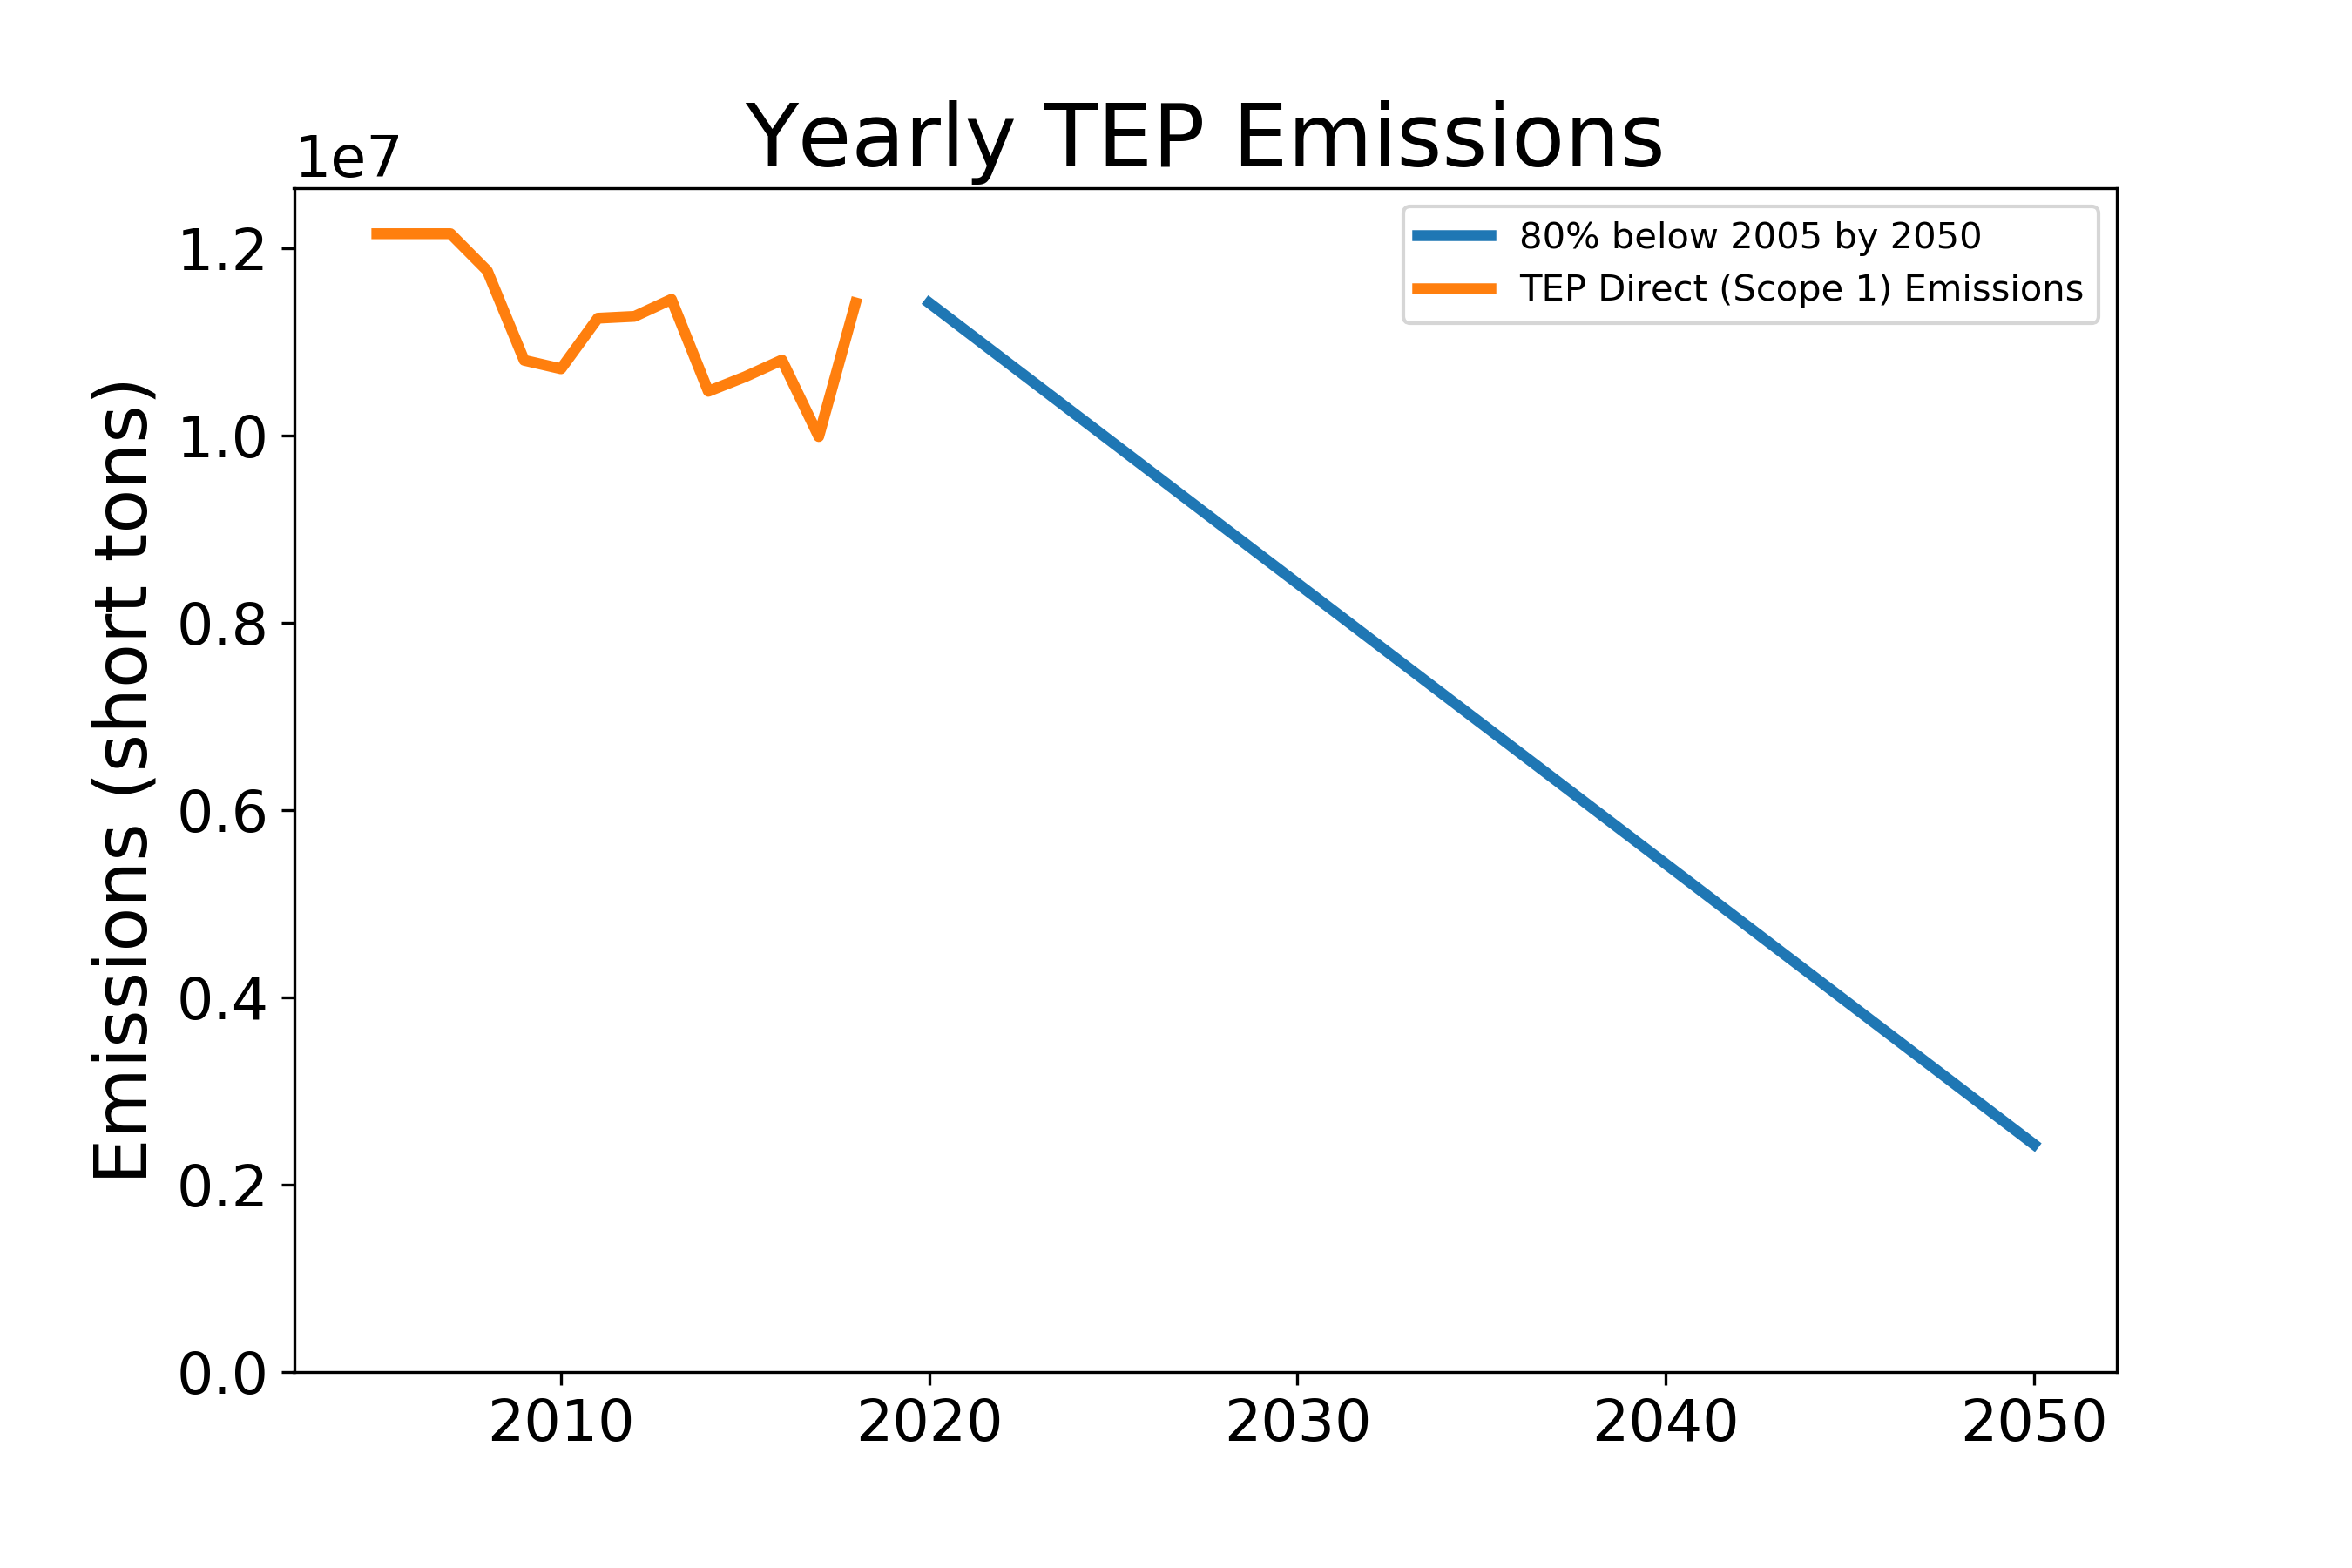 Yearly TEP Emissions
1e7
80% below 2005 by 2050
TEP Direct (Scope 1) Emissions
Emissions (short tons)
1.2
1.0
0.8
0.6
0.4
0.2
0.0
2010 2020 2030 2040 2050